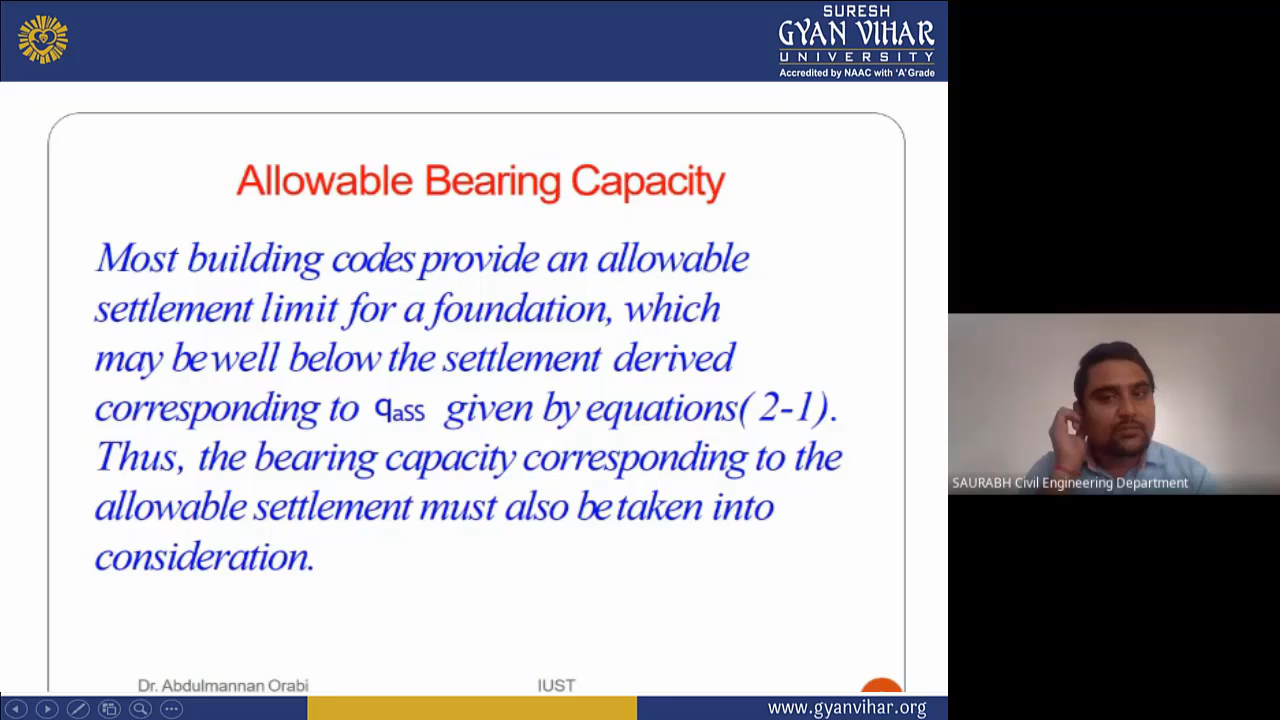 SURESH
GYAN VIHAR
UNIVERSITY
Accredited by NAAC with 'A' Grade
Allowable Bearing Capacity
Most building codes provide an allowable
settlement limit for a foundation, which
may be well below the settlement derived
corresponding to qass given by equations( 2-1).
Thus, the bearing capacity corresponding to the
allowable settlement must also be taken into
consideration.
SAURABH Civil Engineering Department
Dr. Abdulmannan Orabi IUST
www.gyanvihar.org